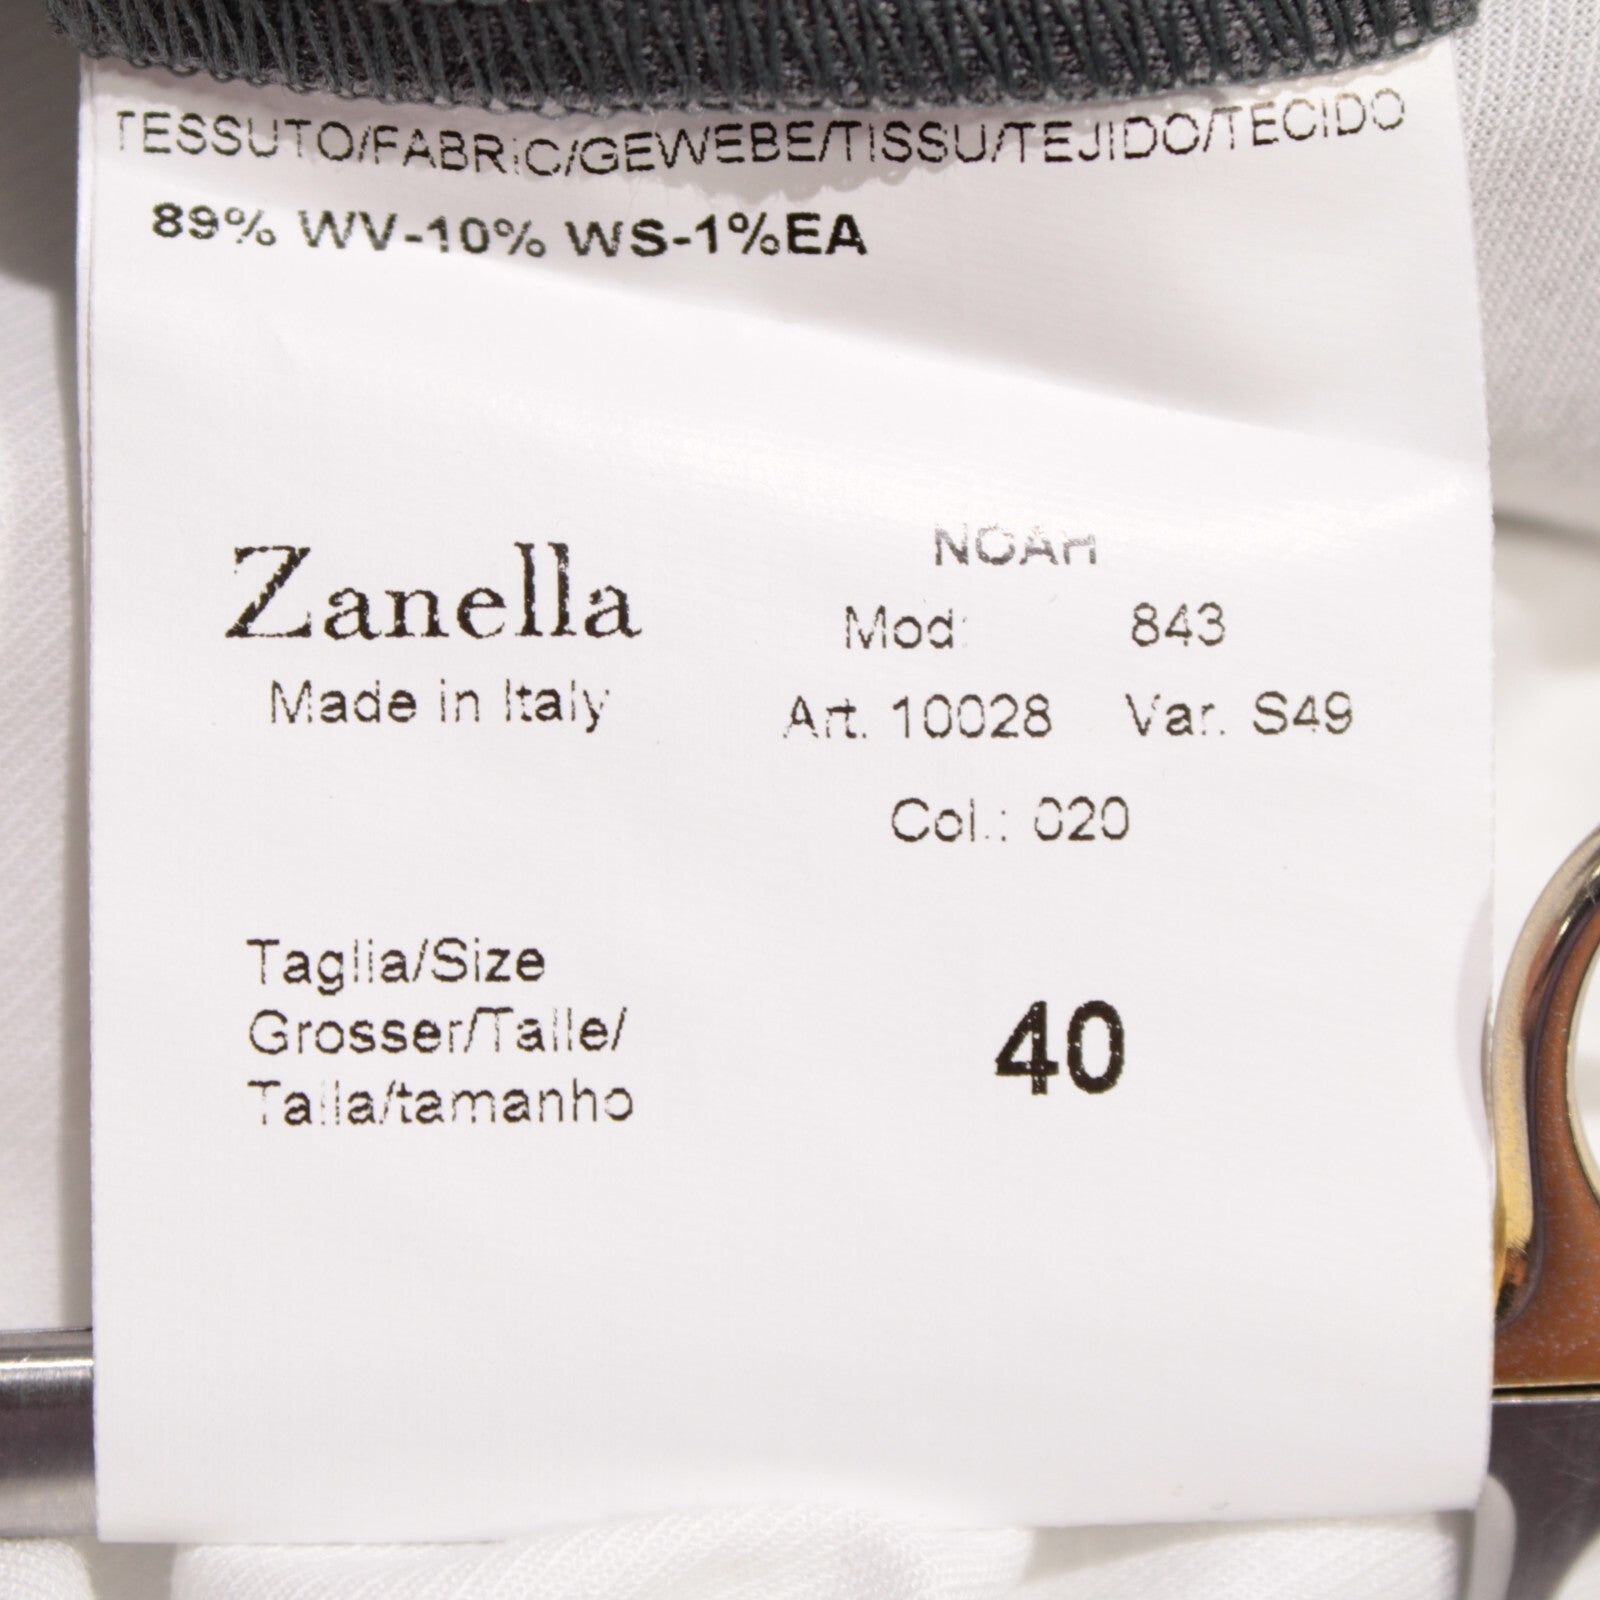 TESSUTO/FABRIC/GEWEBE/TISSU/TEJIDO/TECIDO
89% WV-10% WS-1%EA
Zanella
Made in Italy
NOAH
Mod: 843
Art. 10028 Var. S49
Col.: 020
Taglia/Size
Grosser/Taille/
Talla/tamanho
40